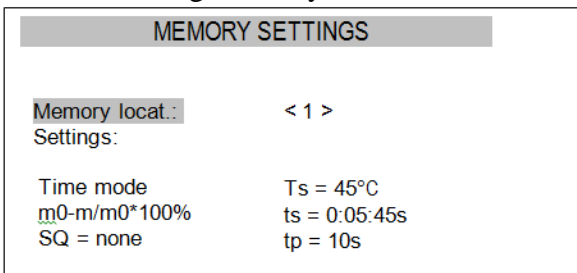 MEMORY SETTINGS
Memory locat.: < 1 >
Settings:
Time mode Ts = 45°C
m0-m/m0*100% ts = 0:05:45s
SQ = none tp = 10s